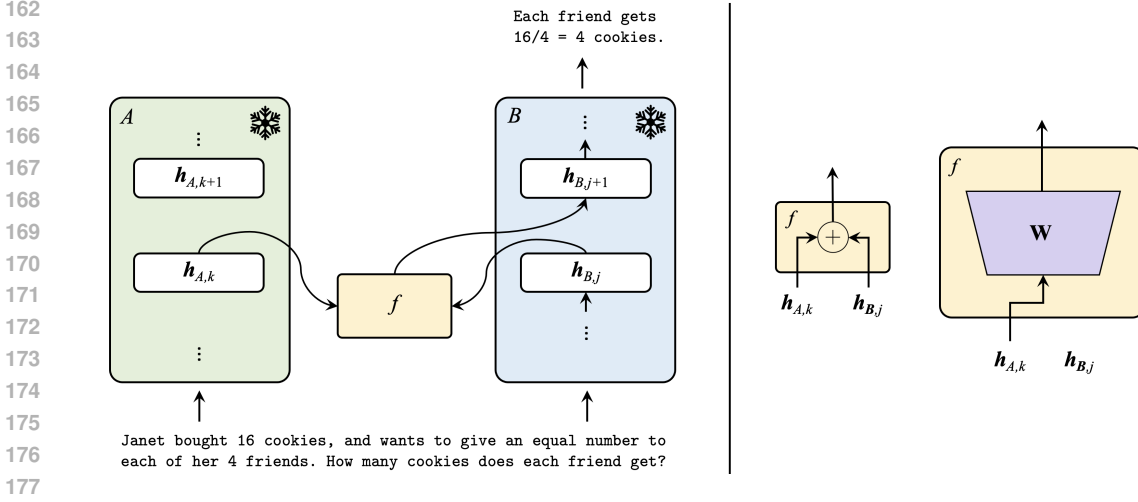 162
163
164
165
166
167
168
169
170
171
172
173
174
175
176
177
Each friend gets
16/4 = 4 cookies.
A
⋮
h_{A,k+1}
h_{A,k}
⋮
B
⋮
h_{B,j+1}
h_{B,j}
⋮
f
Janet bought 16 cookies, and wants to give an equal number to
each of her 4 friends. How many cookies does each friend get?
f
+
h_{A,k} h_{B,j}
f
W
h_{A,k} h_{B,j}